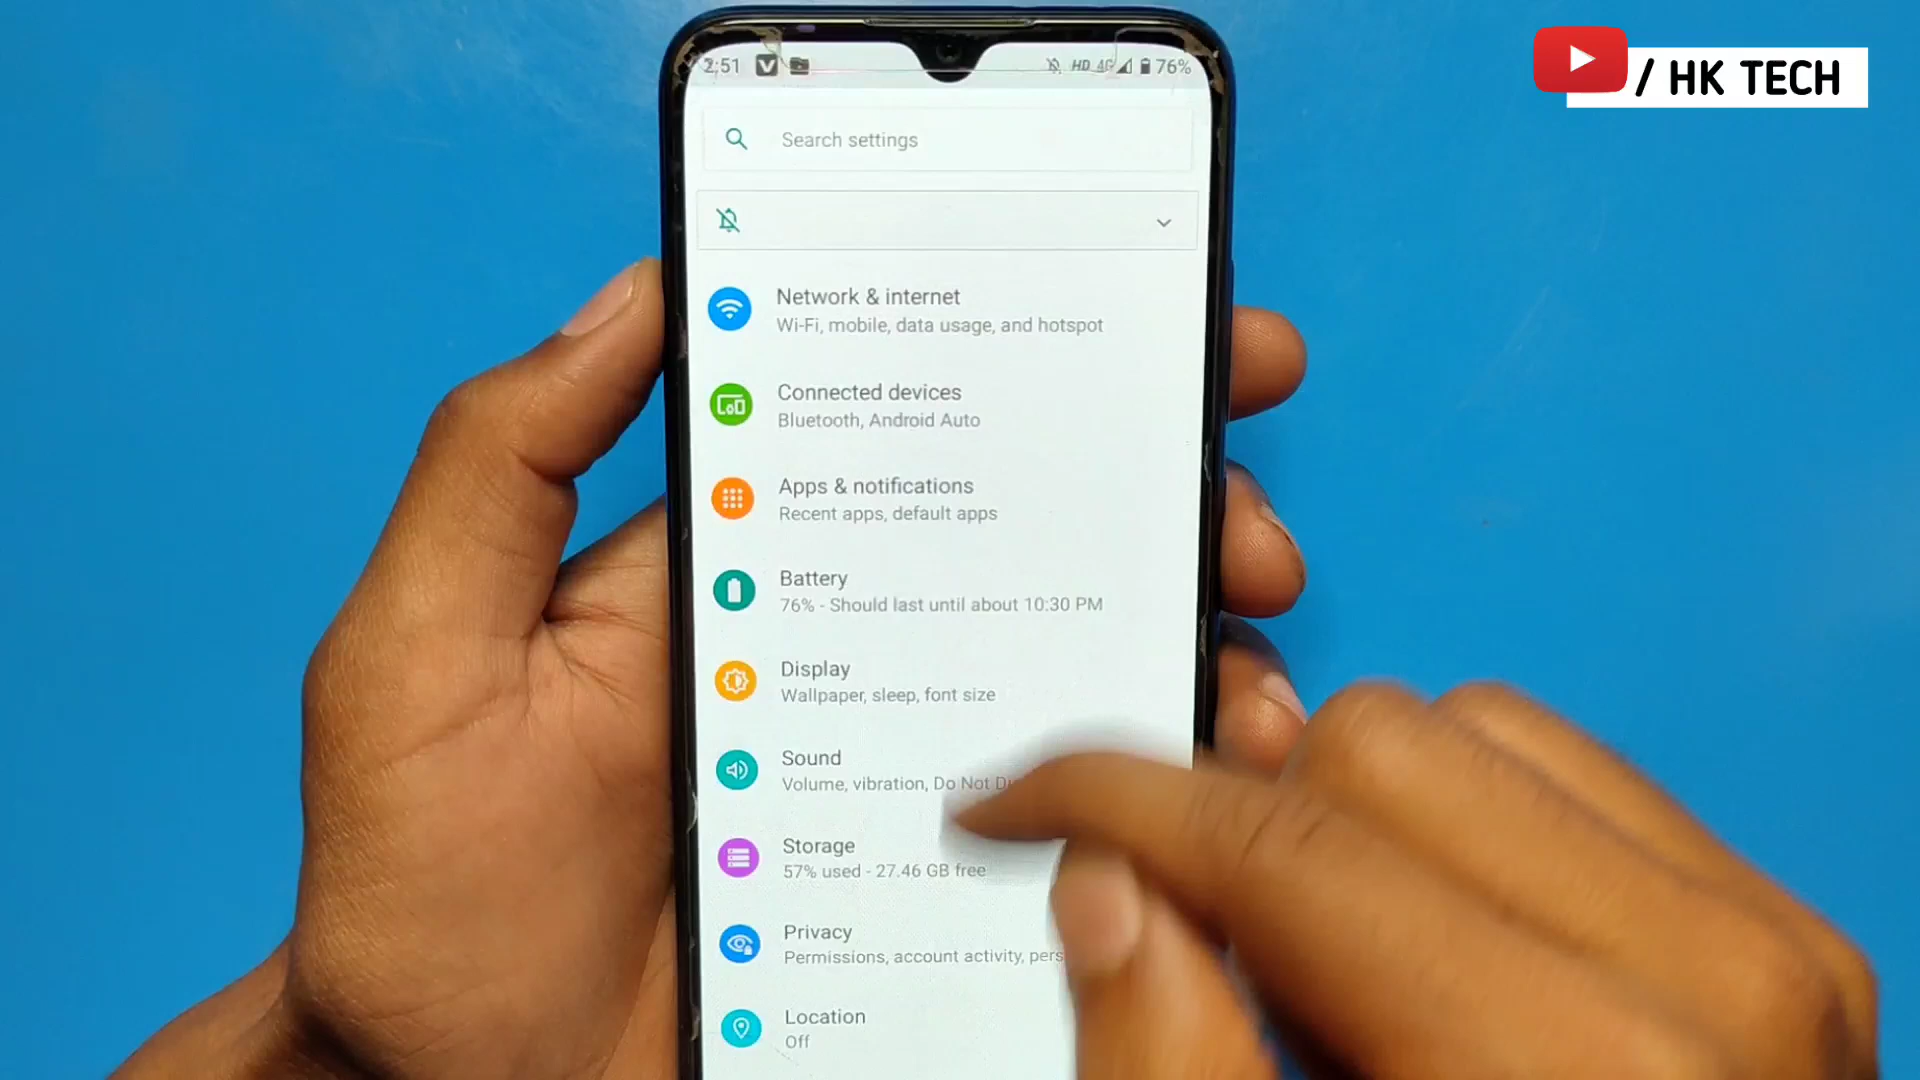 / HK TECH
2:51 HD 4G 76%
Search settings
Network & internet
Wi-Fi, mobile, data usage, and hotspot
Connected devices
Bluetooth, Android Auto
Apps & notifications
Recent apps, default apps
Battery
76% - Should last until about 10:30 PM
Display
Wallpaper, sleep, font size
Sound
Volume, vibration, Do Not
Storage
57% used - 27.46 GB free
Privacy
Permissions, account activity,
Location
Off